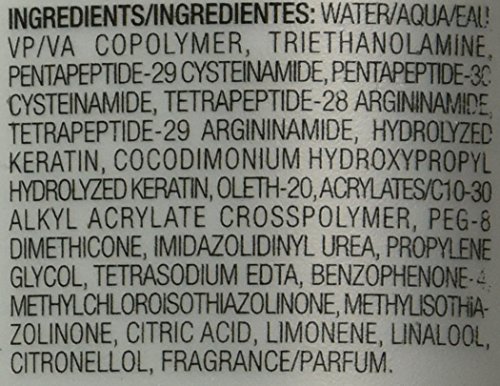 INGREDIENTS/INGREDIENTES: WATER/AQUA/EAU
VP/VA COPOLYMER, TRIETHANOLAMINE,
PENTAPEPTIDE-29 CYSTEINAMIDE, PENTAPEPTIDE-30
CYSTEINAMIDE, TETRAPEPTIDE-28 ARGININAMIDE,
TETRAPEPTIDE-29 ARGININAMIDE, HYDROLYZED
KERATIN, COCODIMONIUM HYDROXYPROPYL
HYDROLYZED KERATIN, OLETH-20, ACRYLATES/C10-30
ALKYL ACRYLATE CROSSPOLYMER, PEG-8
DIMETHICONE, IMIDAZOLIDINYL UREA, PROPYLENE
GLYCOL, TETRASODIUM EDTA, BENZOPHENONE-4,
METHYLCHLOROISOTHIAZOLINONE, METHYLISOTHIA-
ZOLINONE, CITRIC ACID, LIMONENE, LINALOOL,
CITRONELLOL, FRAGRANCE/PARFUM.